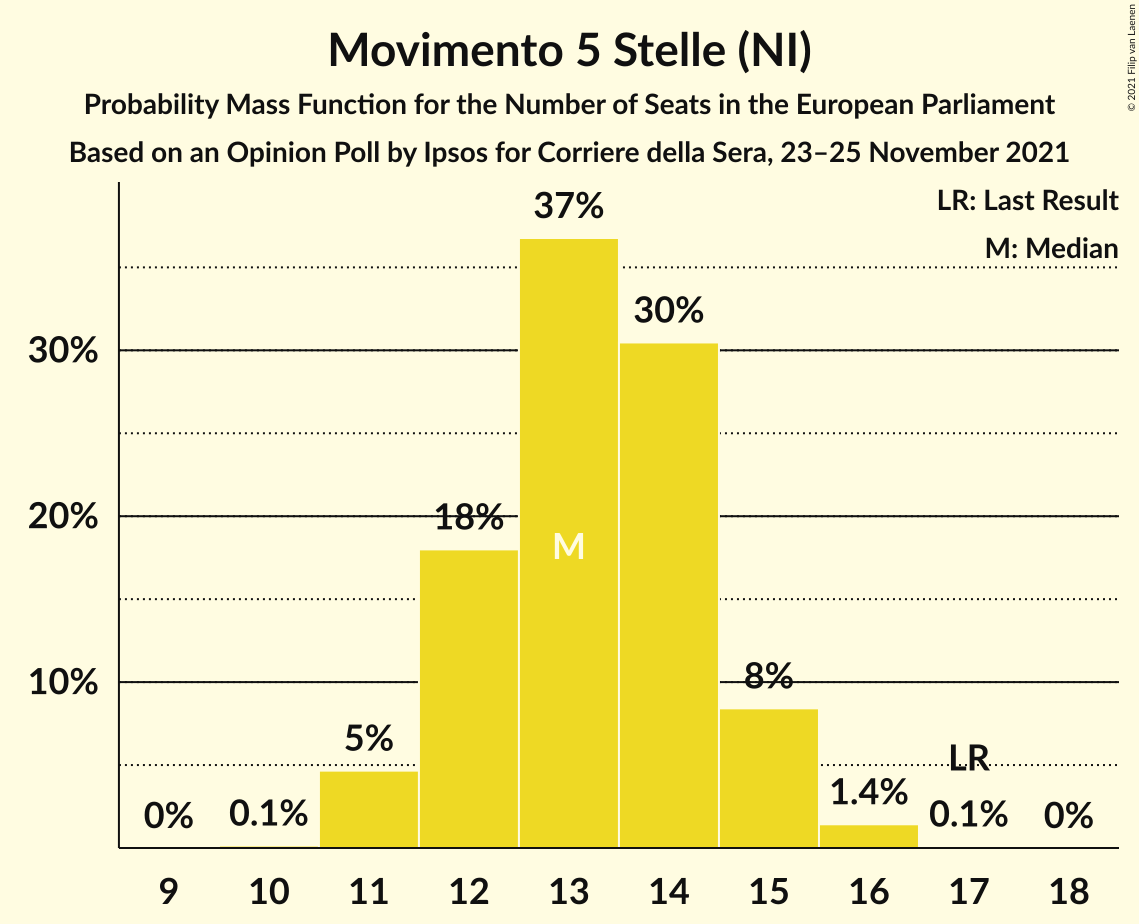 Movimento 5 Stelle (NI)
Probability Mass Function for the Number of Seats in the European Parliament
Based on an Opinion Poll by Ipsos for Corriere della Sera, 23–25 November 2021
© 2021 Filip van Laenen
LR: Last Result
M: Median
37%
30%
30%
20%
18%
M
10%
8%
5%
LR
1.4%
0%
0.1%
0.1%
0%
9 10 11 12 13 14 15 16 17 18